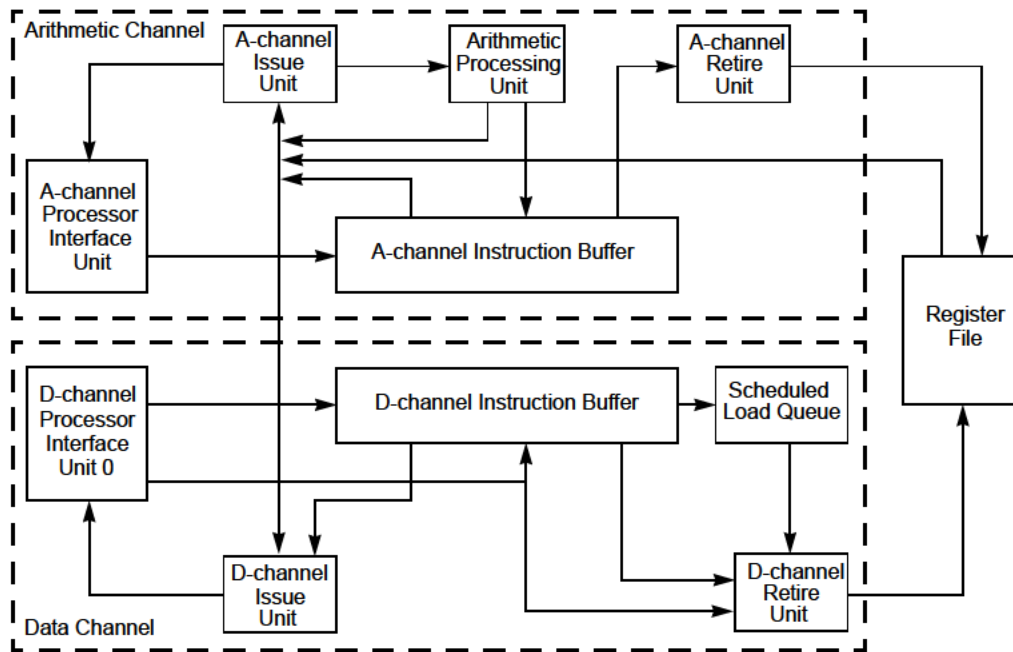 Arithmetic Channel
A-channel
Issue
Unit
Arithmetic
Processing
Unit
A-channel
Retire
Unit
A-channel
Processor
Interface
Unit
A-channel Instruction Buffer
Register
File
D-channel
Processor
Interface
Unit 0
D-channel Instruction Buffer
Scheduled
Load Queue
D-channel
Issue
Unit
D-channel
Retire
Unit
Data Channel